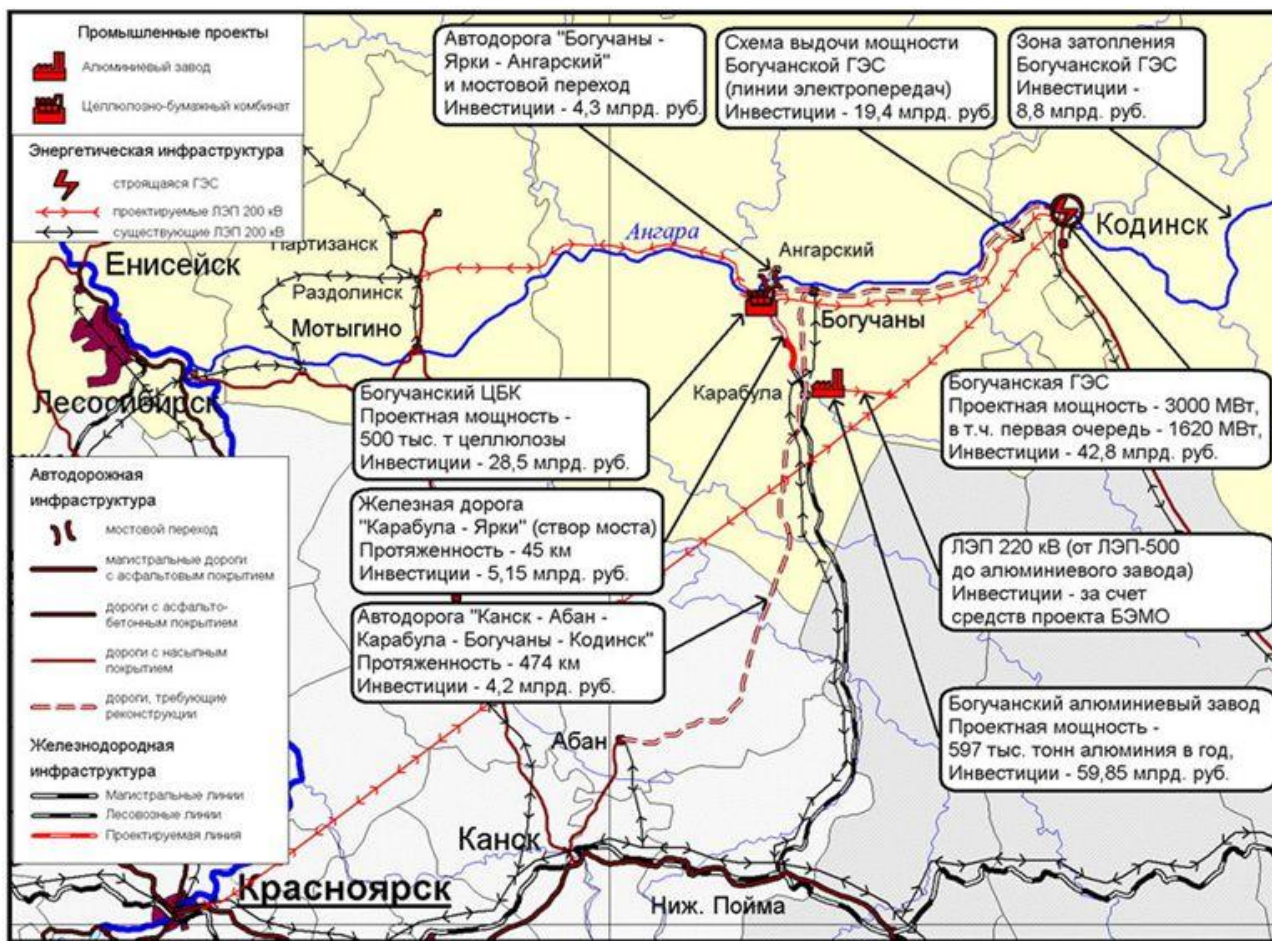 Промышленные проекты
Алюминиевый завод
Целлюлозно-бумажный комбинат
Энергетическая инфраструктура
строящаяся ГЭС
проектируемые ЛЭП 200 кВ
существующие ЛЭП 200 кВ
Автодорога "Богучаны -
Ярки - Ангарский"
и мостовой переход
Инвестиции - 4,3 млрд. руб.
Схема выдочи мощности
Богучанской ГЭС
(линии электропередач)
Инвестиции - 19,4 млрд. руб.
Зона затопления
Богучанской ГЭС
Инвестиции -
8,8 млрд. руб.
Партизанск
Ангара
Ангарский
Кодинск
Енисейск
Раздолинск
Мотыгино
Богучаны
Лесосибирск
Карабула
Богучанский ЦБК
Проектная мощность -
500 тыс. т целлюлозы
Инвестиции - 28,5 млрд. руб.
Богучанская ГЭС
Проектная мощность - 3000 МВт,
в т.ч. первая очередь - 1620 МВт,
Инвестиции - 42,8 млрд. руб.
Железная дорога
"Карабула - Ярки" (створ моста)
Протяженность - 45 км
Инвестиции - 5,15 млрд. руб.
ЛЭП 220 кВ (от ЛЭП-500
до алюминиевого завода)
Инвестиции - за счет
средств проекта БЭМО
Автодорога "Канск - Абан -
Карабула - Богучаны - Кодинск"
Протяженность - 474 км
Инвестиции - 4,2 млрд. руб.
Богучанский алюминиевый завод
Проектная мощность -
597 тыс. тонн алюминия в год,
Инвестиции - 59,85 млрд. руб.
Автодорожная
инфраструктура
мостовой переход
магистральные дороги
с асфальтовым покрытием
дороги с асфальто-
бетонным покрытием
дороги с насыпным
покрытием
дороги, требующие
реконструкции
Железнодородная
инфраструктура
Магистральные линии
Лесовозные линии
Проектируемая линия
Абан
Канск
Красноярск
Ниж. Пойма